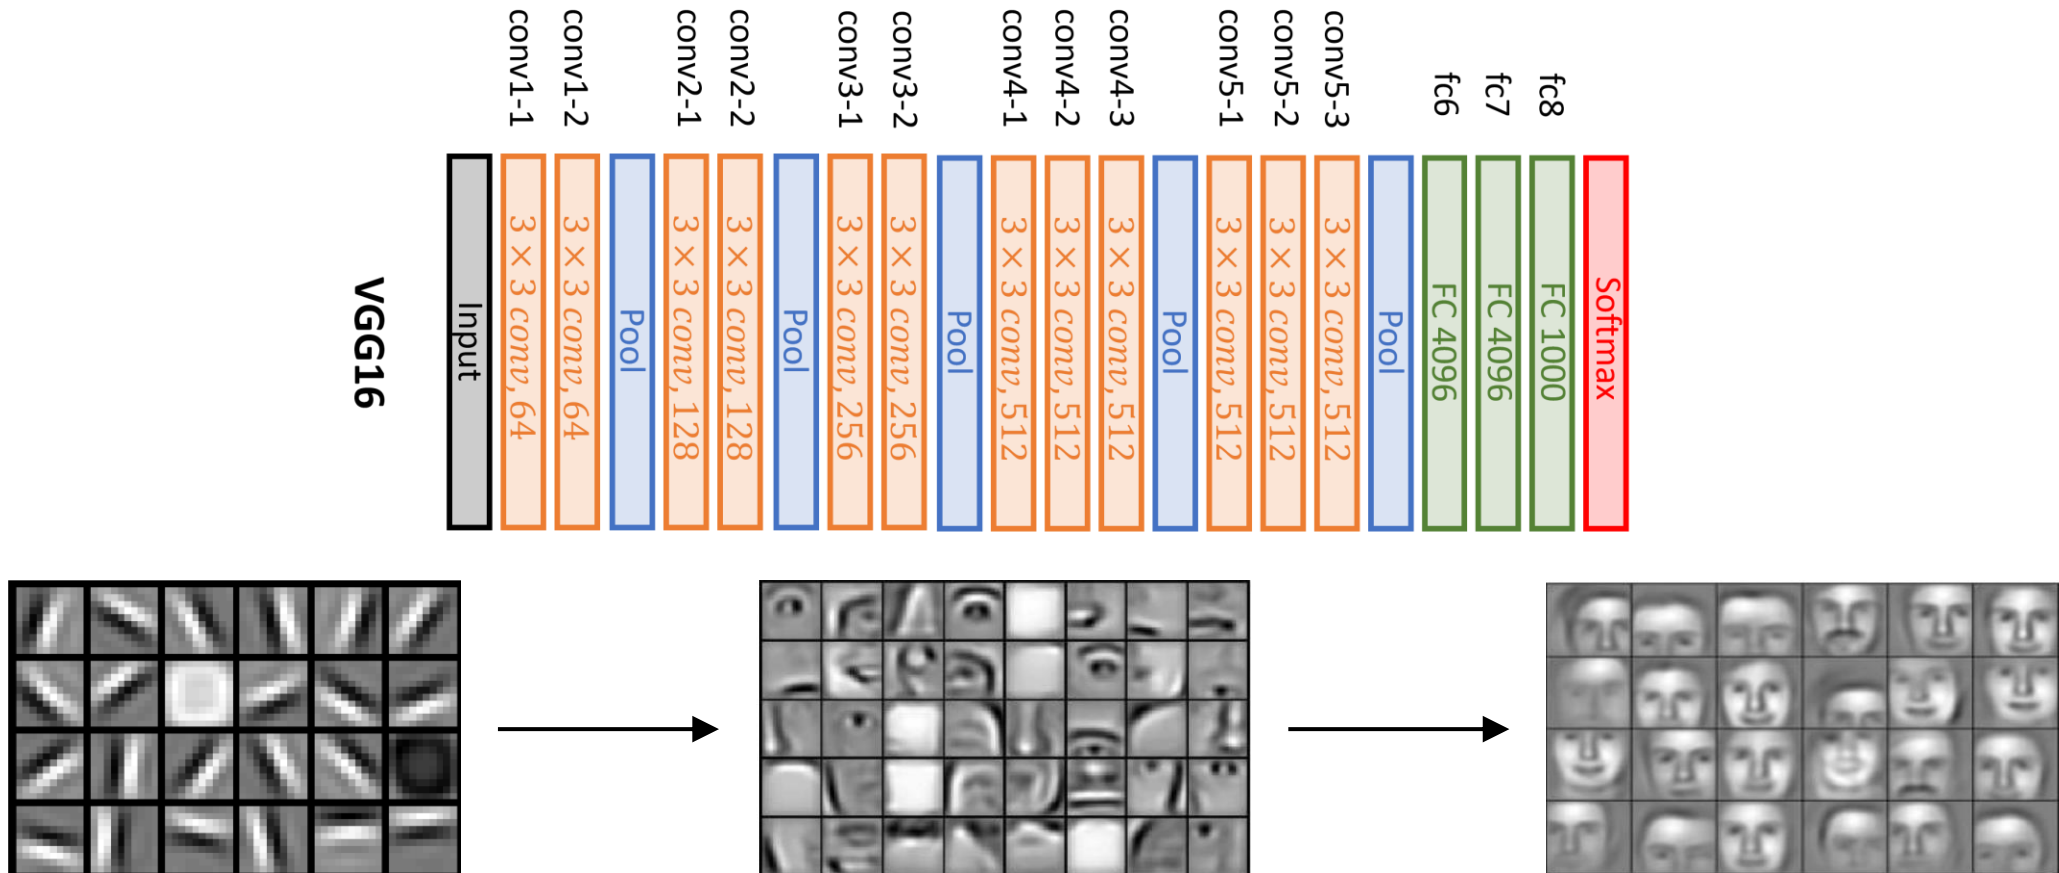 conv1-1
conv1-2
conv2-1
conv2-2
conv3-1
conv3-2
conv4-1
conv4-2
conv4-3
conv5-1
conv5-2
conv5-3
fc6
fc7
fc8
VGG16
Input
3 × 3 conv, 64
3 × 3 conv, 64
Pool
3 × 3 conv, 128
3 × 3 conv, 128
Pool
3 × 3 conv, 256
3 × 3 conv, 256
Pool
3 × 3 conv, 512
3 × 3 conv, 512
3 × 3 conv, 512
Pool
3 × 3 conv, 512
3 × 3 conv, 512
3 × 3 conv, 512
Pool
FC 4096
FC 4096
FC 1000
Softmax